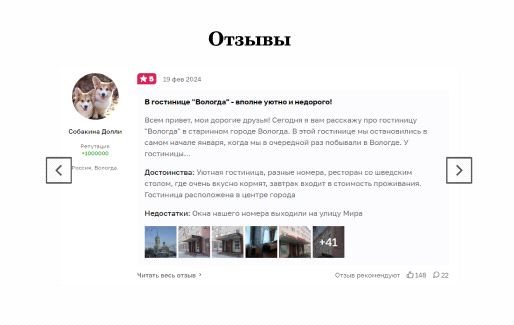 Отзывы
★ 5 19 фев 2024
Собакина Долли
Репутация
+1000000
Россия, Вологда
В гостинице "Вологда" - вполне уютно и недорого!
Всем привет, мои дорогие друзья! Сегодня я вам расскажу про гостиницу
"Вологда" в старинном городе Вологда. В этой гостинице мы остановились в
самом начале января, когда мы в очередной раз побывали в Вологде. У
гостиницы...
Достоинства: Уютная гостиница, разные номера, ресторан со шведским
столом, где очень вкусно кормят, завтрак входит в стоимость проживания.
Гостиница расположена в центре города
Недостатки: Окна нашего номера выходили на улицу Мира
+41
Читать весь отзыв >
Отзыв рекомендуют 148 22